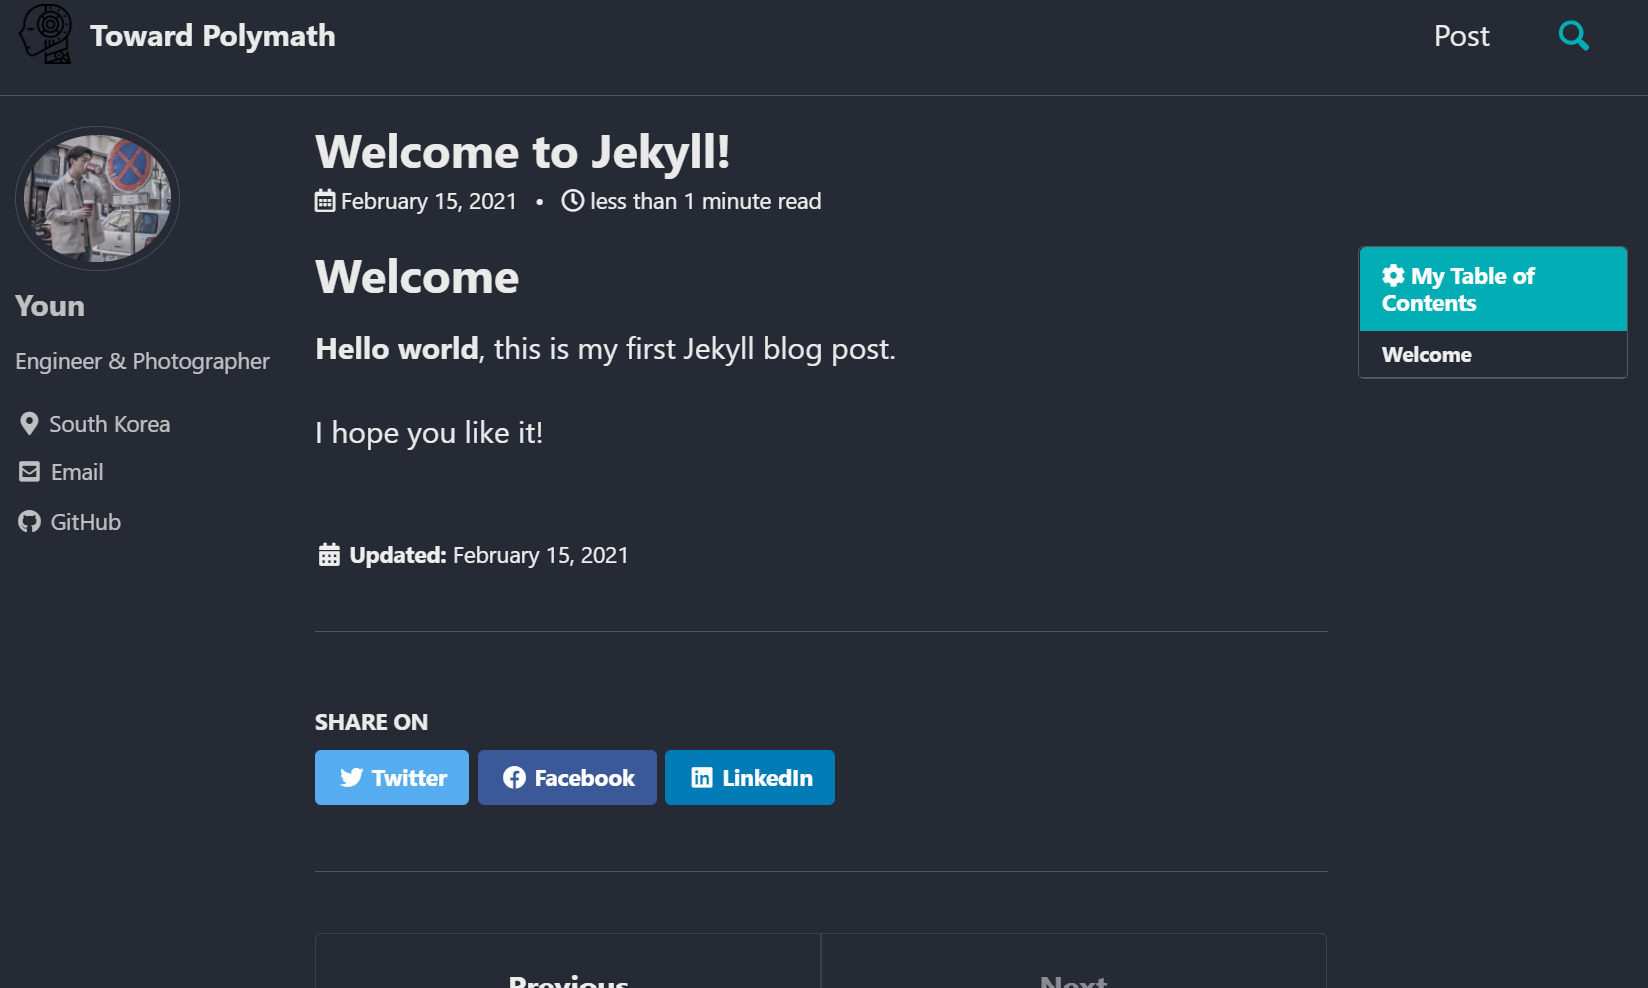 Toward Polymath
Post
Welcome to Jekyll!
February 15, 2021 • less than 1 minute read
Youn
Engineer & Photographer
South Korea
Email
GitHub
Welcome
Hello world, this is my first Jekyll blog post.
I hope you like it!
Updated: February 15, 2021
My Table of
Contents
Welcome
SHARE ON
Twitter
Facebook
LinkedIn
Previous
Next